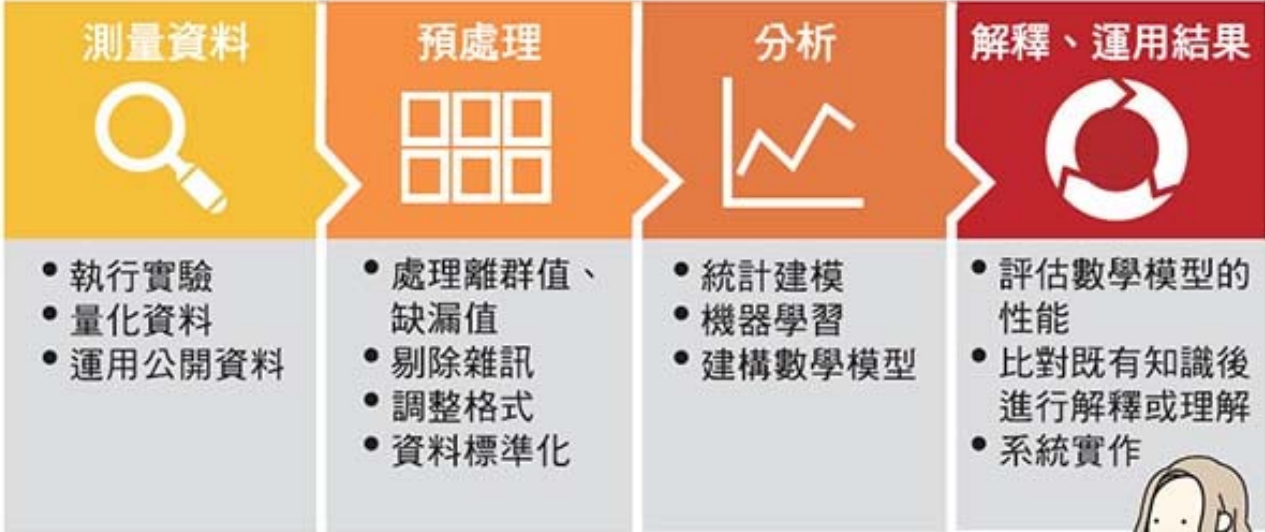 測量資料
• 執行實驗
• 量化資料
• 運用公開資料
預處理
• 處理離群值、
缺漏值
• 剔除雜訊
• 調整格式
• 資料標準化
分析
• 統計建模
• 機器學習
• 建構數學模型
解釋、運用結果
• 評估數學模型的
性能
• 比對既有知識後
進行解釋或理解
• 系統實作